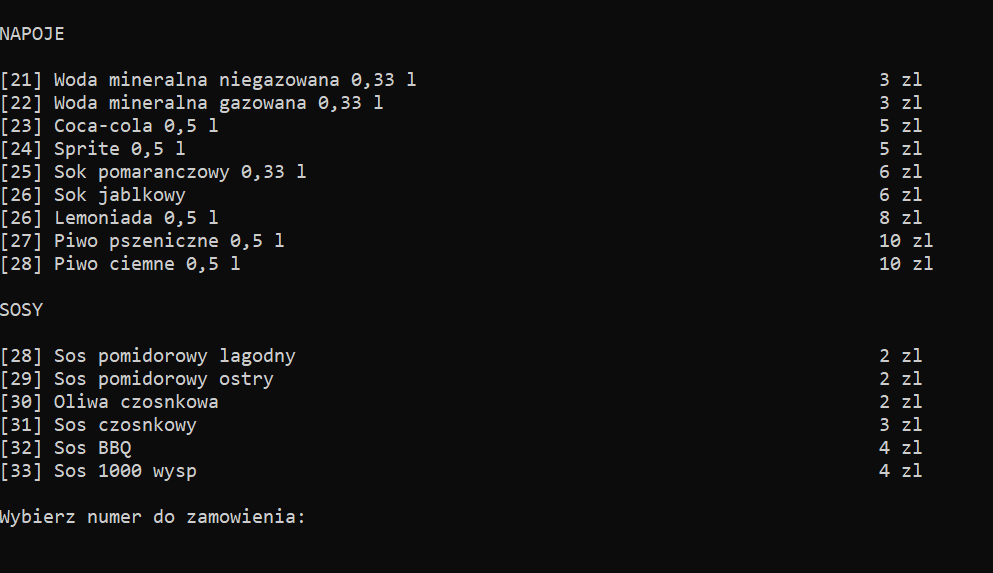 NAPOJE
[21] Woda mineralna niegazowana 0,33 l 3 zl
[22] Woda mineralna gazowana 0,33 l 3 zl
[23] Coca-cola 0,5 l 5 zl
[24] Sprite 0,5 l 5 zl
[25] Sok pomaranczowy 0,33 l 6 zl
[26] Sok jablkowy 6 zl
[26] Lemoniada 0,5 l 8 zl
[27] Piwo pszeniczne 0,5 l 10 zl
[28] Piwo ciemne 0,5 l 10 zl
SOSY
[28] Sos pomidorowy lagodny 2 zl
[29] Sos pomidorowy ostry 2 zl
[30] Oliwa czosnkowa 2 zl
[31] Sos czosnkowy 3 zl
[32] Sos BBQ 4 zl
[33] Sos 1000 wysp 4 zl
Wybierz numer do zamowienia: